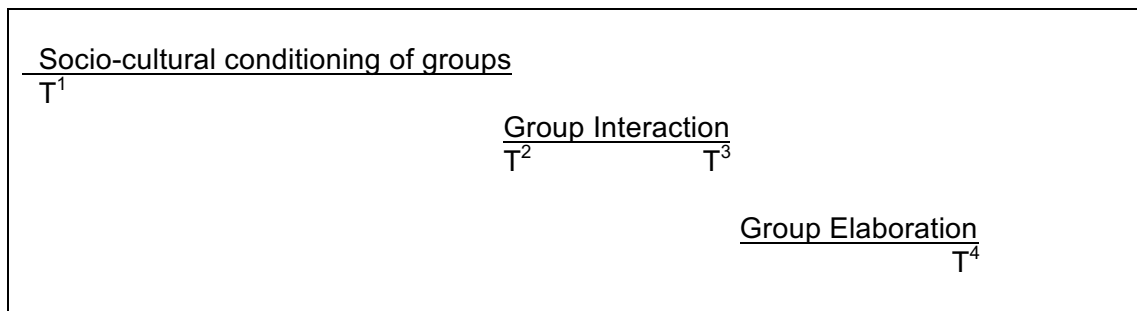 Socio-cultural conditioning of groups
T¹
Group Interaction
T² T³
Group Elaboration
T⁴